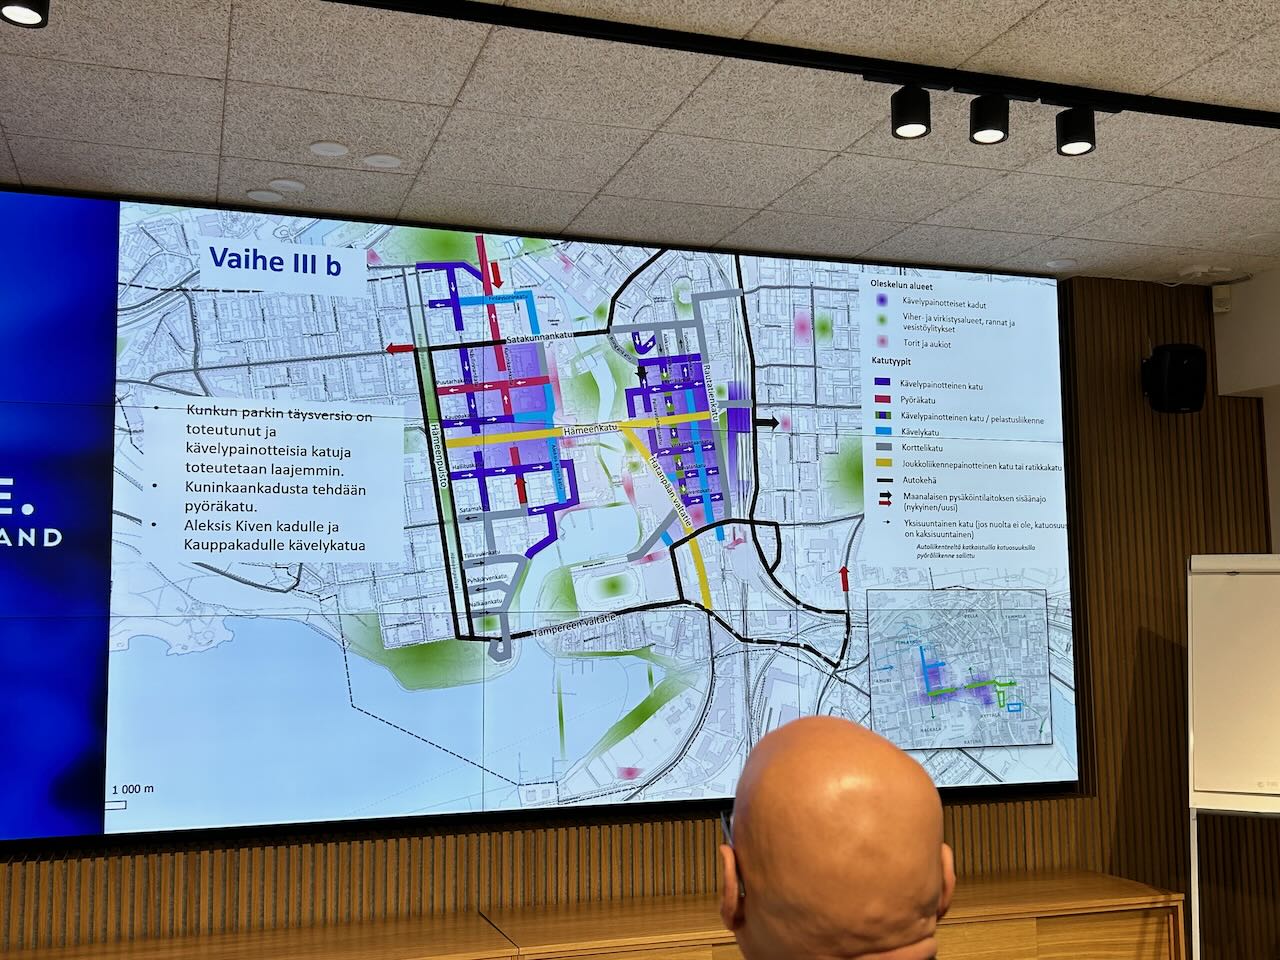 E.
AND
Vaihe III b
• Kunkun parkin täysversio on
toteutunut ja
kävelypainotteisia katuja
toteutetaan laajemmin.
• Kuninkaankadusta tehdään
pyöräkatu.
• Aleksis Kiven kadulle ja
Kauppakadulle kävelykatua
1 000 m
Satakunnankatu
Hämeenkatu
Hämeenpuisto
Rautatienkatu
Hatanpään valtatie
Pyhäjärvenkatu
Nalkalankatu
Tampereen valtatie
Oleskelun alueet
Kävelypainotteiset kadut
Viher- ja virkistysalueet, rannat ja
vesistöylitykset
Torit ja aukiot
Katutyypit
Kävelypainotteinen katu
Pyöräkatu
Kävelypainotteinen katu / pelastusliikenne
Kävelykatu
Korttelikatu
Joukkoliikennepainotteinen katu tai ratikkakatu
Autokehä
Maanalaisen pysäköintilaitoksen sisäänajo
(nykyinen/uusi)
Yksisuuntainen katu (jos nuolta ei ole, katuosuus
on kaksisuuntainen)
Autoliikenteeltä katkaistuilla katuosuuksilla
pyöräliikenne sallittu